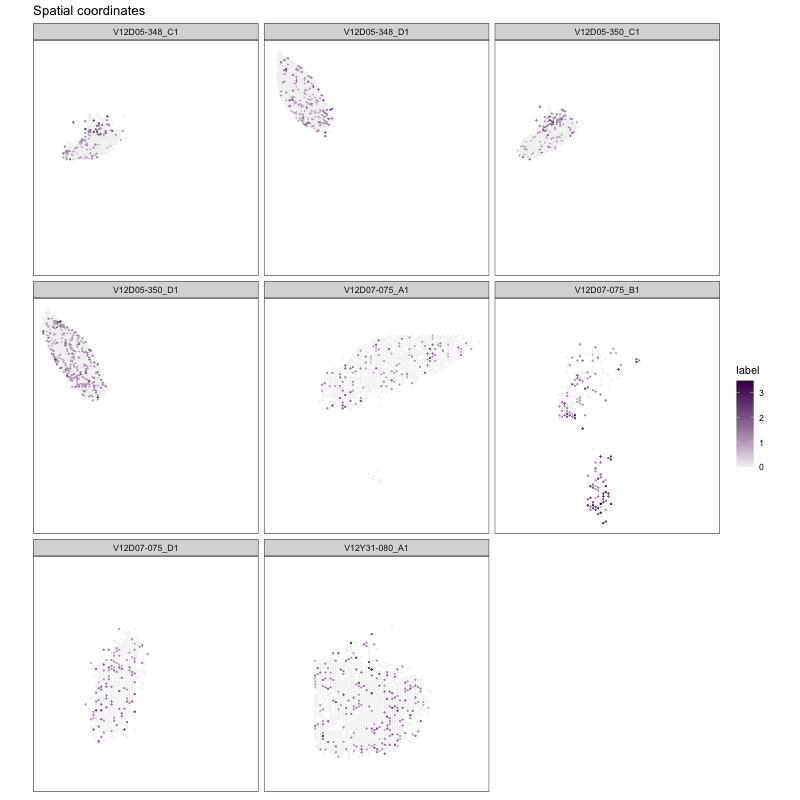 Spatial coordinates
V12D05-348_C1
V12D05-348_D1
V12D05-350_C1
V12D05-350_D1
V12D07-075_A1
V12D07-075_B1
V12D07-075_D1
V12Y31-080_A1
label
3
2
1
0